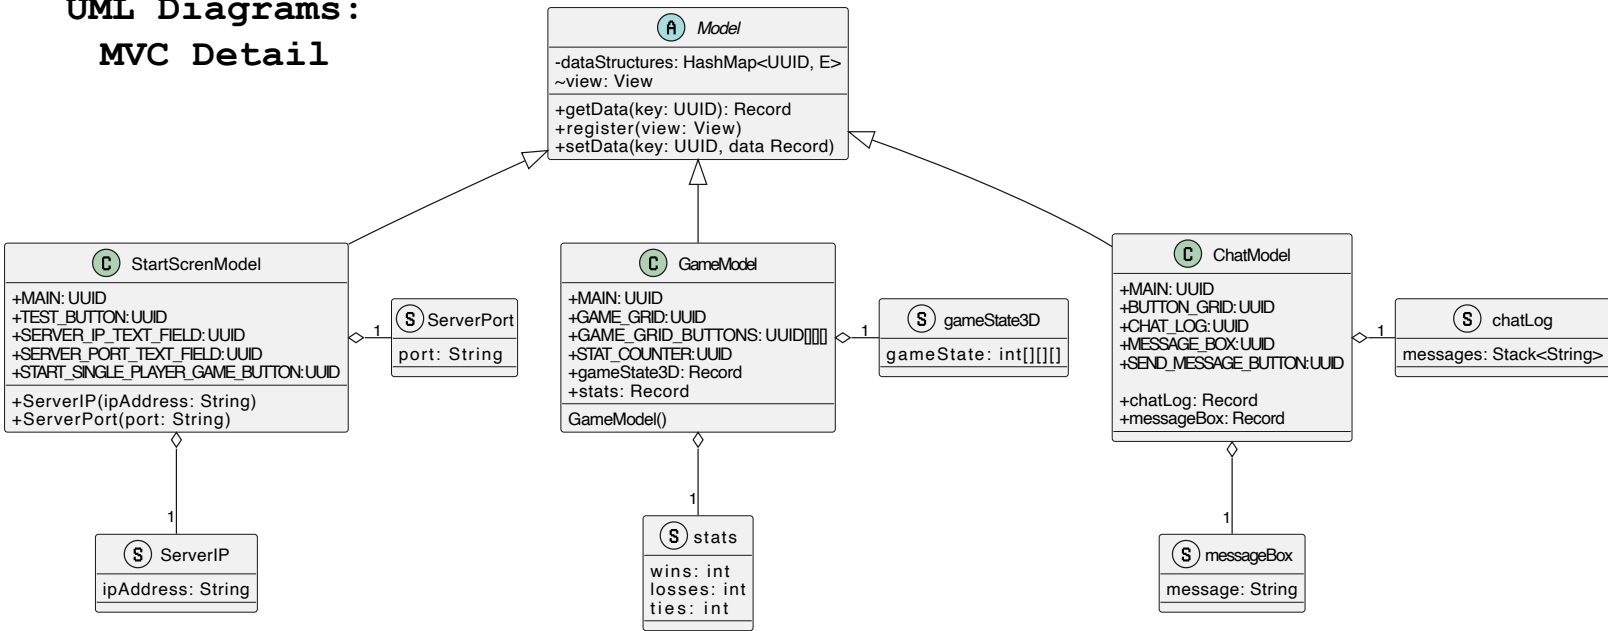 UML Diagrams:
MVC Detail
A Model
-dataStructures: HashMap<UUID, E>
~view: View
+getData(key: UUID): Record
+register(view: View)
+setData(key: UUID, data Record)
C StartScrenModel
+MAIN: UUID
+TEST_BUTTON: UUID
+SERVER_IP_TEXT_FIELD: UUID
+SERVER_PORT_TEXT_FIELD: UUID
+START_SINGLE_PLAYER_GAME_BUTTON: UUID
+ServerIP(ipAddress: String)
+ServerPort(port: String)
1
S ServerPort
port: String
C GameModel
+MAIN: UUID
+GAME_GRID: UUID
+GAME_GRID_BUTTONS: UUID[][][]
+STAT_COUNTER: UUID
+gameState3D: Record
+stats: Record
GameModel()
1
S gameState3D
gameState: int[][][]
C ChatModel
+MAIN: UUID
+BUTTON_GRID: UUID
+CHAT_LOG: UUID
+MESSAGE_BOX: UUID
+SEND_MESSAGE_BUTTON: UUID
+chatLog: Record
+messageBox: Record
1
S chatLog
messages: Stack<String>
1
S ServerIP
ipAddress: String
1
S stats
wins: int
losses: int
ties: int
1
S messageBox
message: String